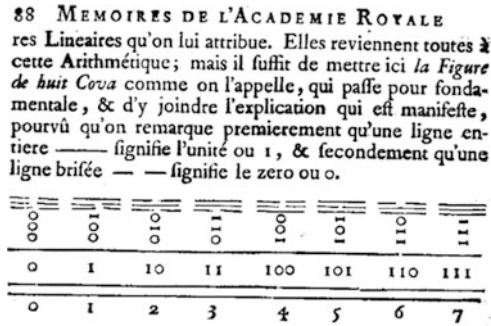 88 MEMOIRES DE L'ACADEMIE ROYALE
res Lineaires qu'on lui attribue. Elles reviennent toutes à
cette Arithmétique; mais il ſuffit de mettre ici la Figure
de huit Cova comme on l'appelle, qui paſſe pour fonda-
mentale, & d'y joindre l'explication qui eſt manifeſte,
pourvû qu'on remarque premierement qu'une ligne en-
tiere —— ſignifie l'unité ou 1, & ſecondement qu'une
ligne briſée — — ſignifie le zero ou 0.
000 001 010 011 100 101 110 111
0 1 10 11 100 101 110 111
0 1 2 3 4 5 6 7